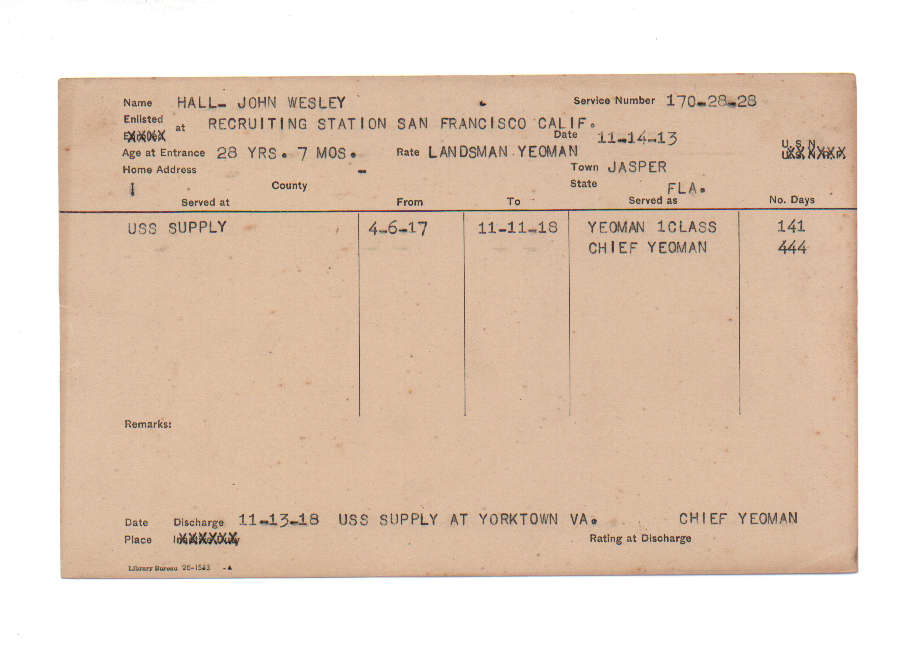 Name HALL- JOHN WESLEY Service Number 170-28-28
Enlisted at RECRUITING STATION SAN FRANCISCO CALIF.
Date 11-14-13 U.S.N.
Age at Entrance 28 YRS. 7 MOS. Rate LANDSMAN YEOMAN
Home Address - Town JASPER
County State FLA.
Served at From To Served as No. Days
USS SUPPLY 4-6-17 11-11-18 YEOMAN 1CLASS 141
CHIEF YEOMAN 444
Remarks:
Date Discharge 11-13-18 USS SUPPLY AT YORKTOWN VA. CHIEF YEOMAN
Place Rating at Discharge
Library Bureau 20-1543